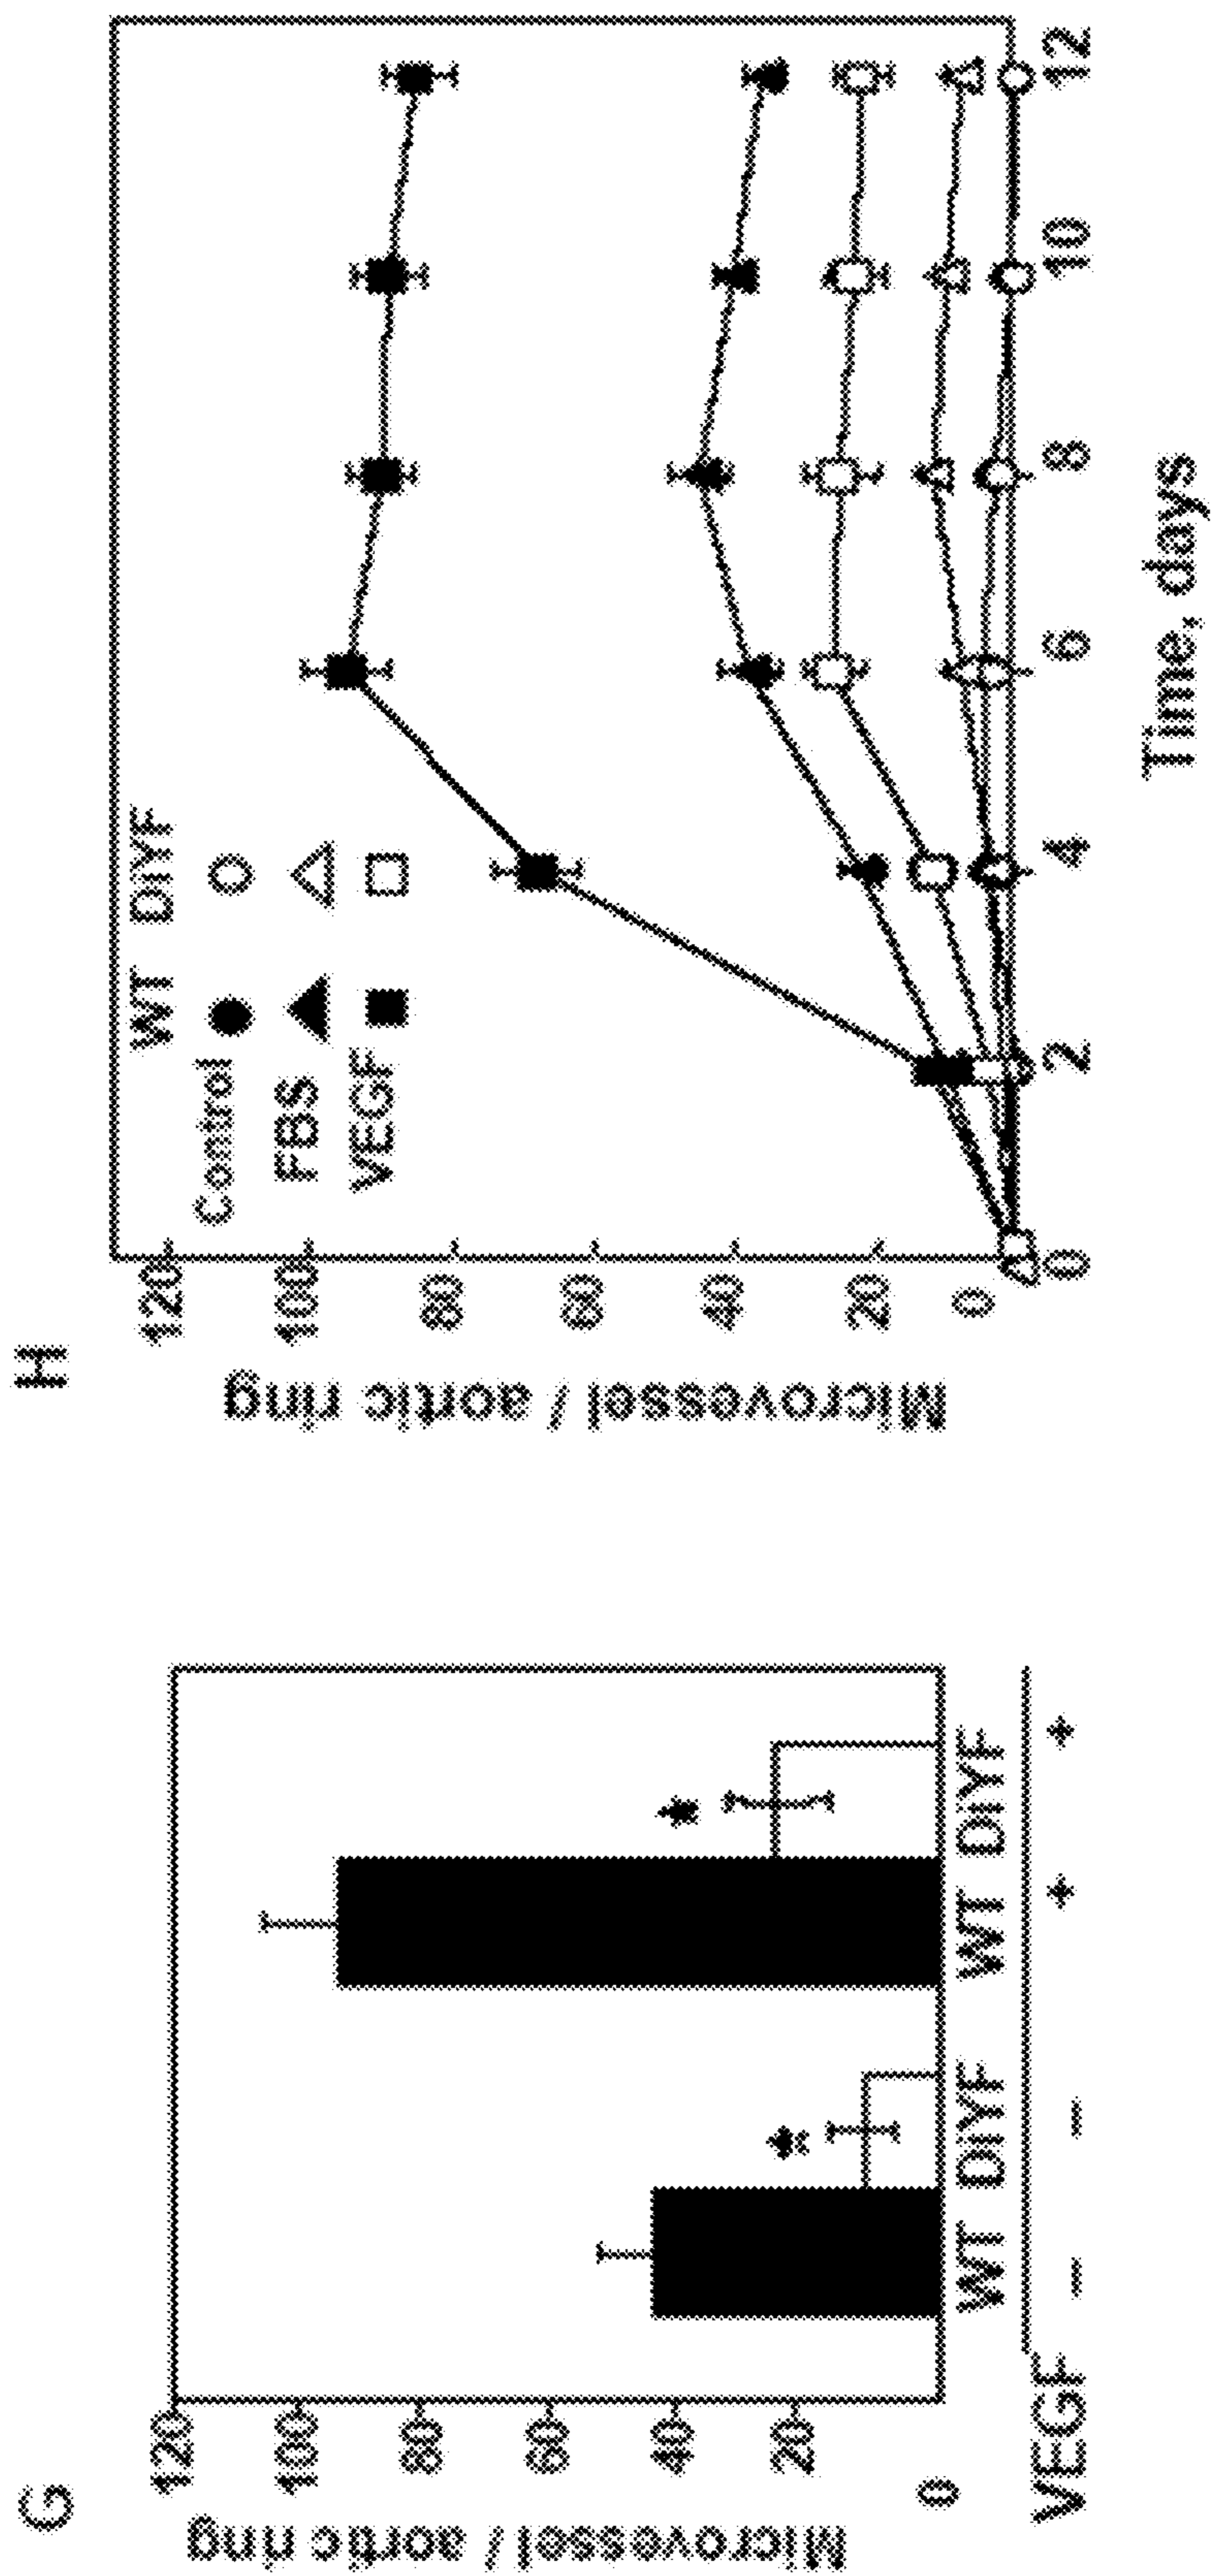 G
Microvessel / aortic ring
120
100
80
60
40
20
0
WT DiYF WT DiYF
VEGF − − + +
H
Microvessel / aortic ring
120
100
80
60
40
20
0
WT DiYF
Control
FBS
VEGF
0 2 4 6 8 10 12
Time, days